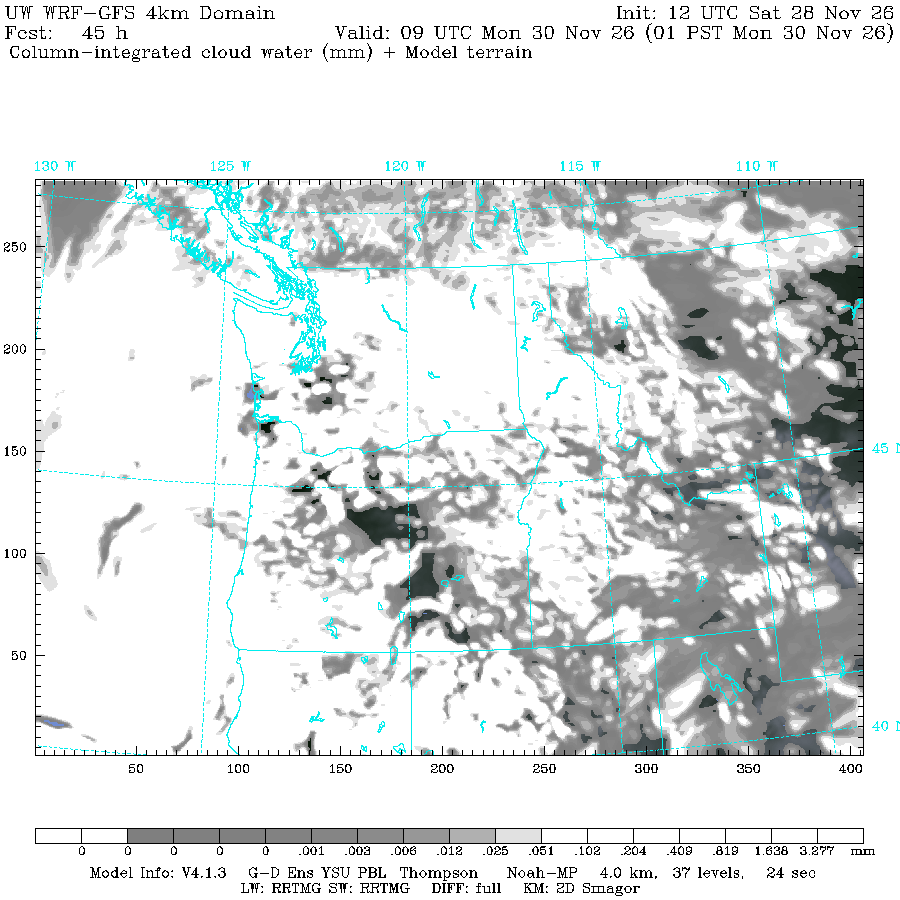 UW WRF-GFS 4km Domain Init: 12 UTC Sat 28 Nov 26
Fcst: 45 h Valid: 09 UTC Mon 30 Nov 26 (01 PST Mon 30 Nov 26)
Column-integrated cloud water (mm) + Model terrain
130 W 125 W 120 W 115 W 110 W
250
200
150
100
50
45 N
40 N
50 100 150 200 250 300 350 400
0 0 0 0 0 .001 .003 .006 .012 .025 .051 .102 .204 .409 .819 1.638 3.277 mm
Model Info: V4.1.3 G-D Ens YSU PBL Thompson Noah-MP 4.0 km, 37 levels, 24 sec
LW: RRTMG SW: RRTMG DIFF: full KM: 2D Smagor